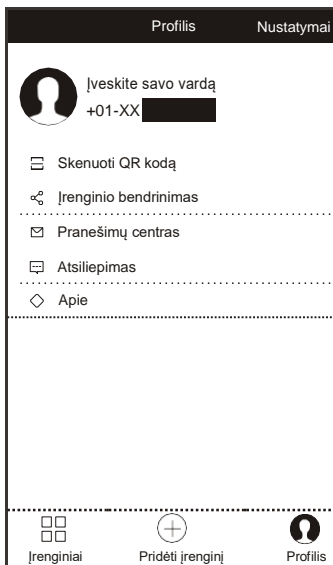 Profilis Nustatymai
Įveskite savo vardą
+01-XX
Skenuoti QR kodą
Įrenginio bendrinimas
Pranešimų centras
Atsiliepimas
Apie
Įrenginiai Pridėti įrenginį Profilis